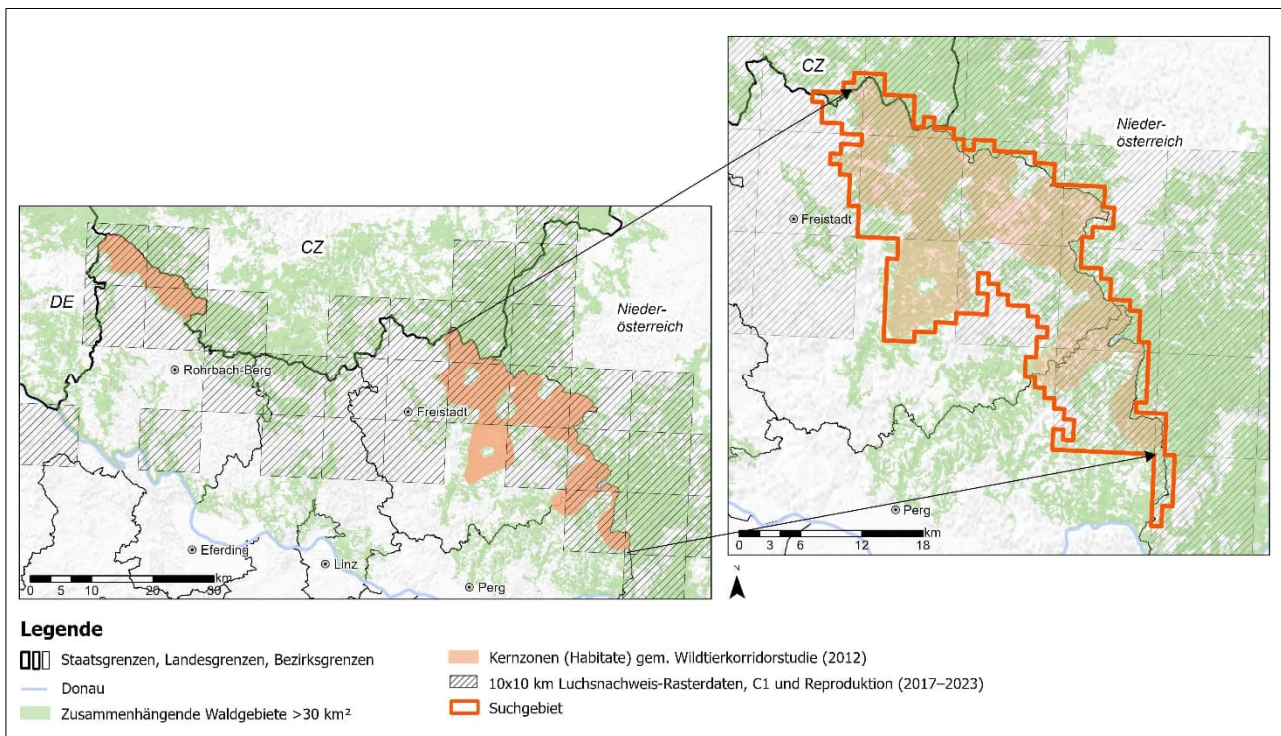 CZ
DE
Nieder-
österreich
Rohrbach-Berg
Freistadt
Eferding
Linz
Perg
km
0 5 10 20 30
CZ
Nieder-
österreich
Freistadt
Perg
km
0 3 6 12 18
Legende
Staatsgrenzen, Landesgrenzen, Bezirksgrenzen
Donau
Zusammenhängende Waldgebiete >30 km²
Kernzonen (Habitate) gem. Wildtierkorridorstudie (2012)
10x10 km Luchsnachweis-Rasterdaten, C1 und Reproduktion (2017–2023)
Suchgebiet